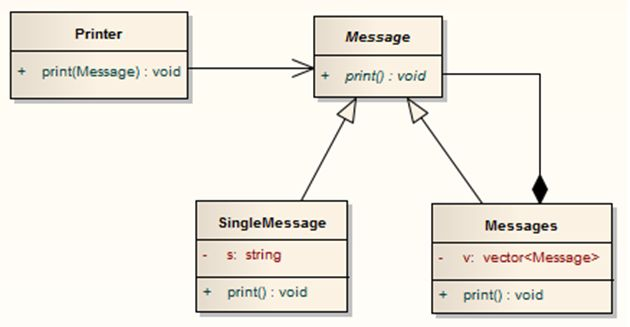 Printer
+ print(Message) : void
Message
+ print() : void
SingleMessage
- s: string
+ print() : void
Messages
- v: vector<Message>
+ print() : void